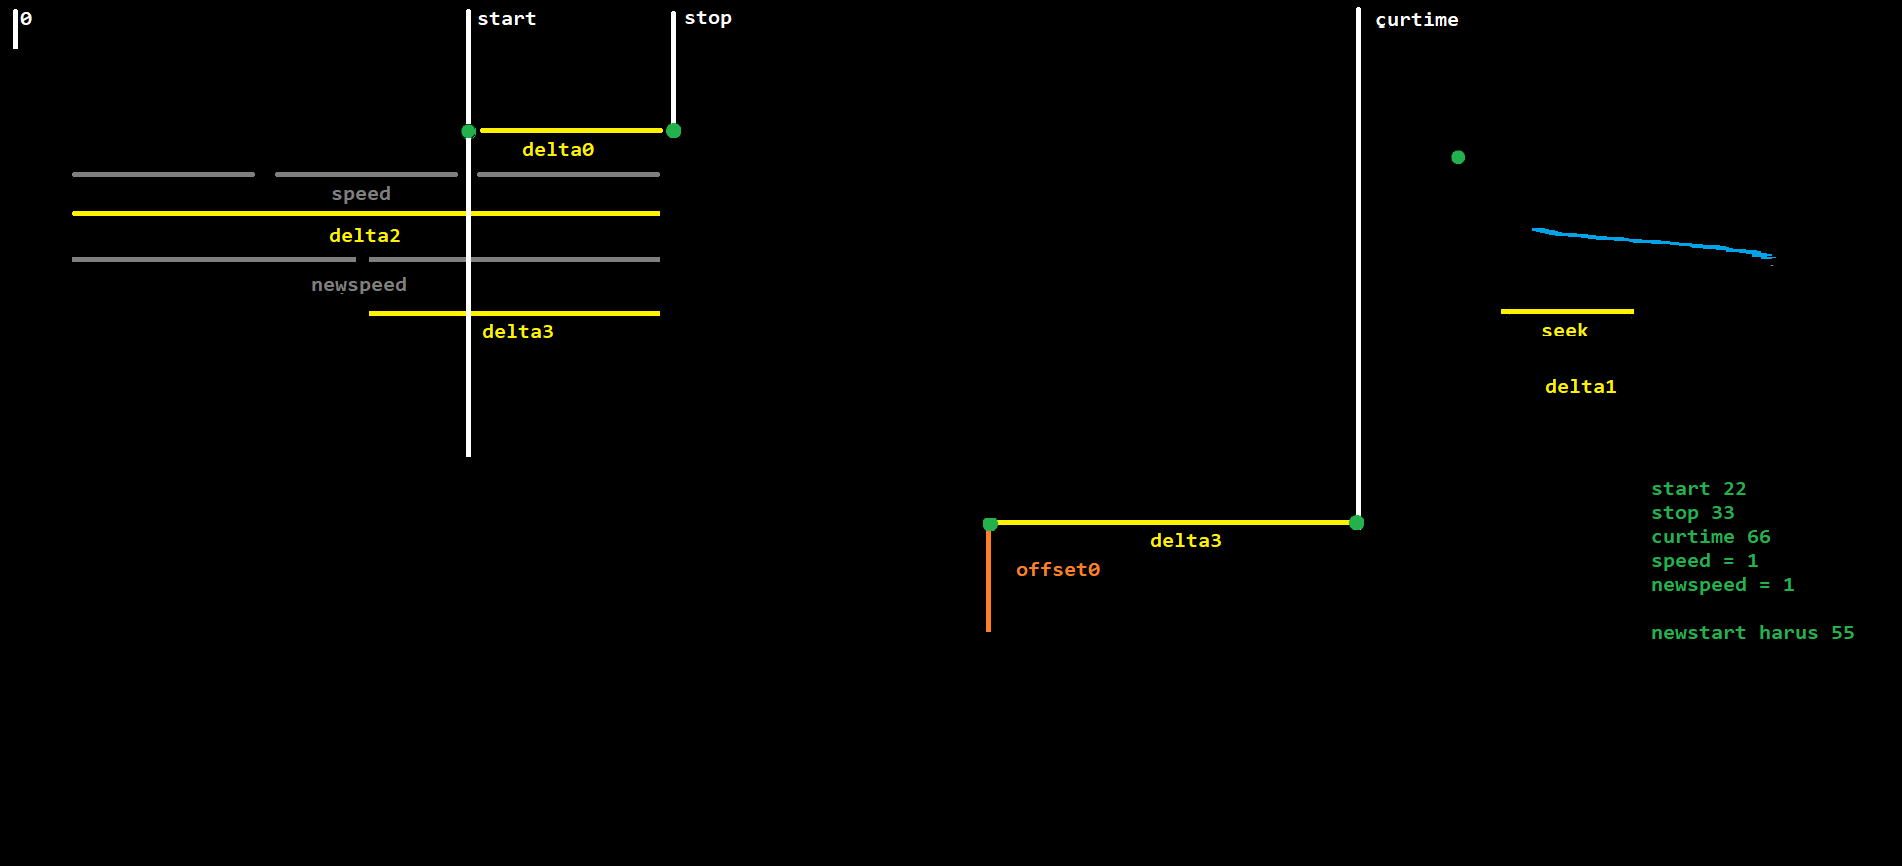 0
start
stop
curtime
delta0
speed
delta2
newspeed
delta3
seek
delta1
start 22
stop 33
curtime 66
speed = 1
newspeed = 1
newstart harus 55
delta3
offset0